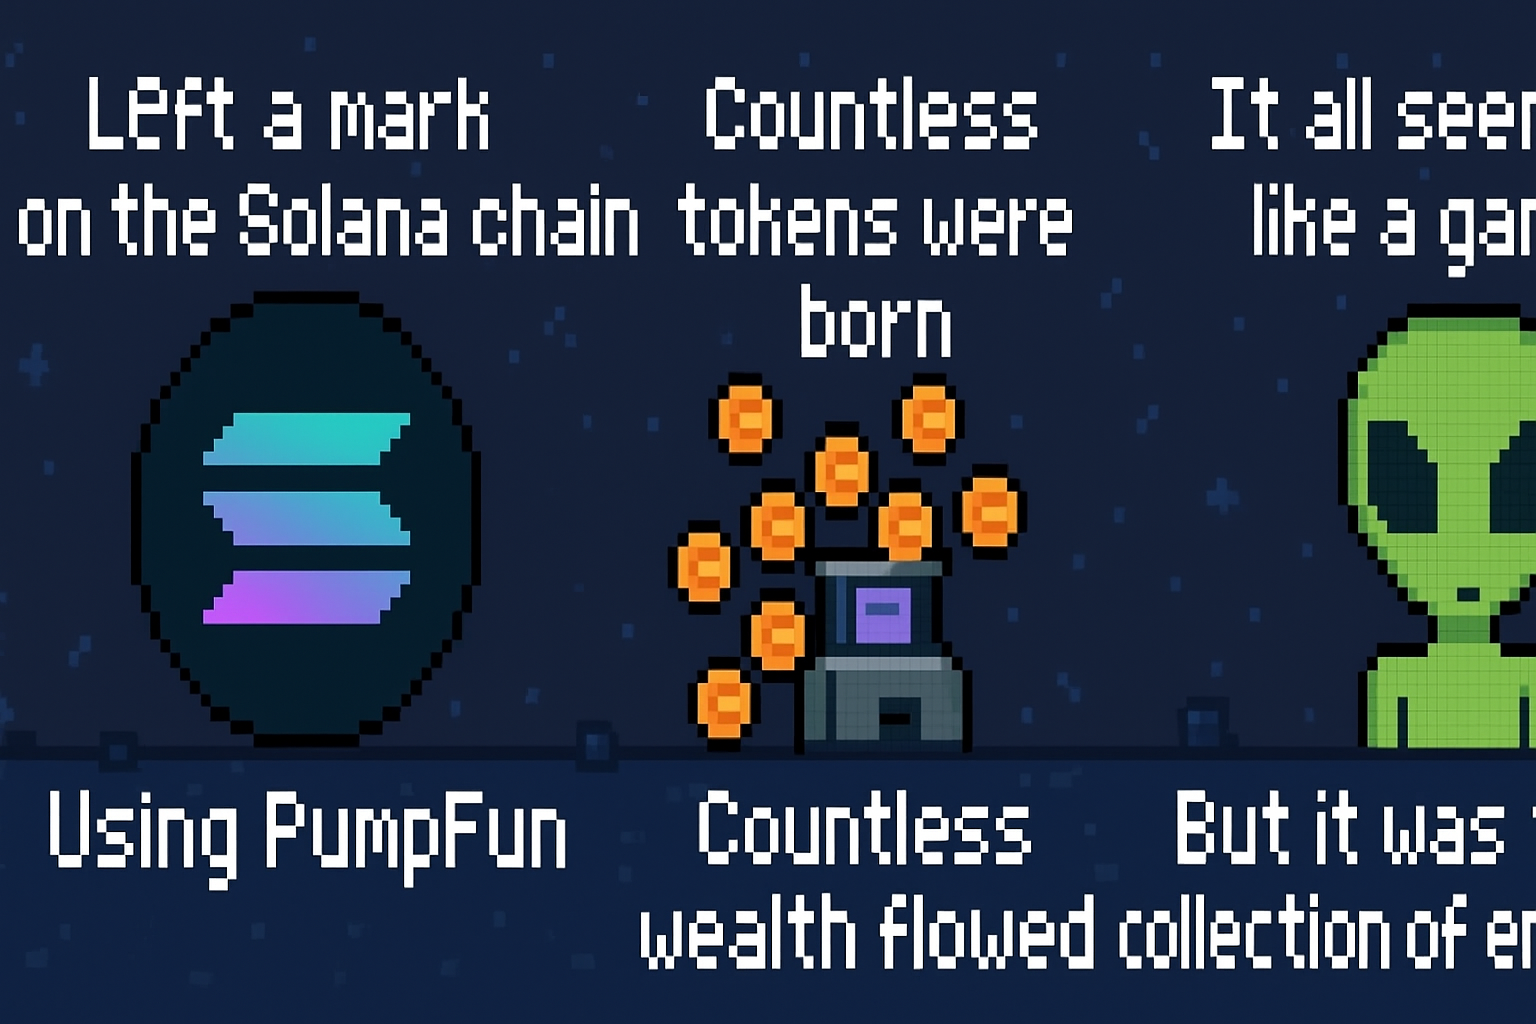 Left a mark
on the Solana chain
Using PumpFun
Countless
tokens were
born
Countless
wealth flowed
It all
like a
But it was
collection of